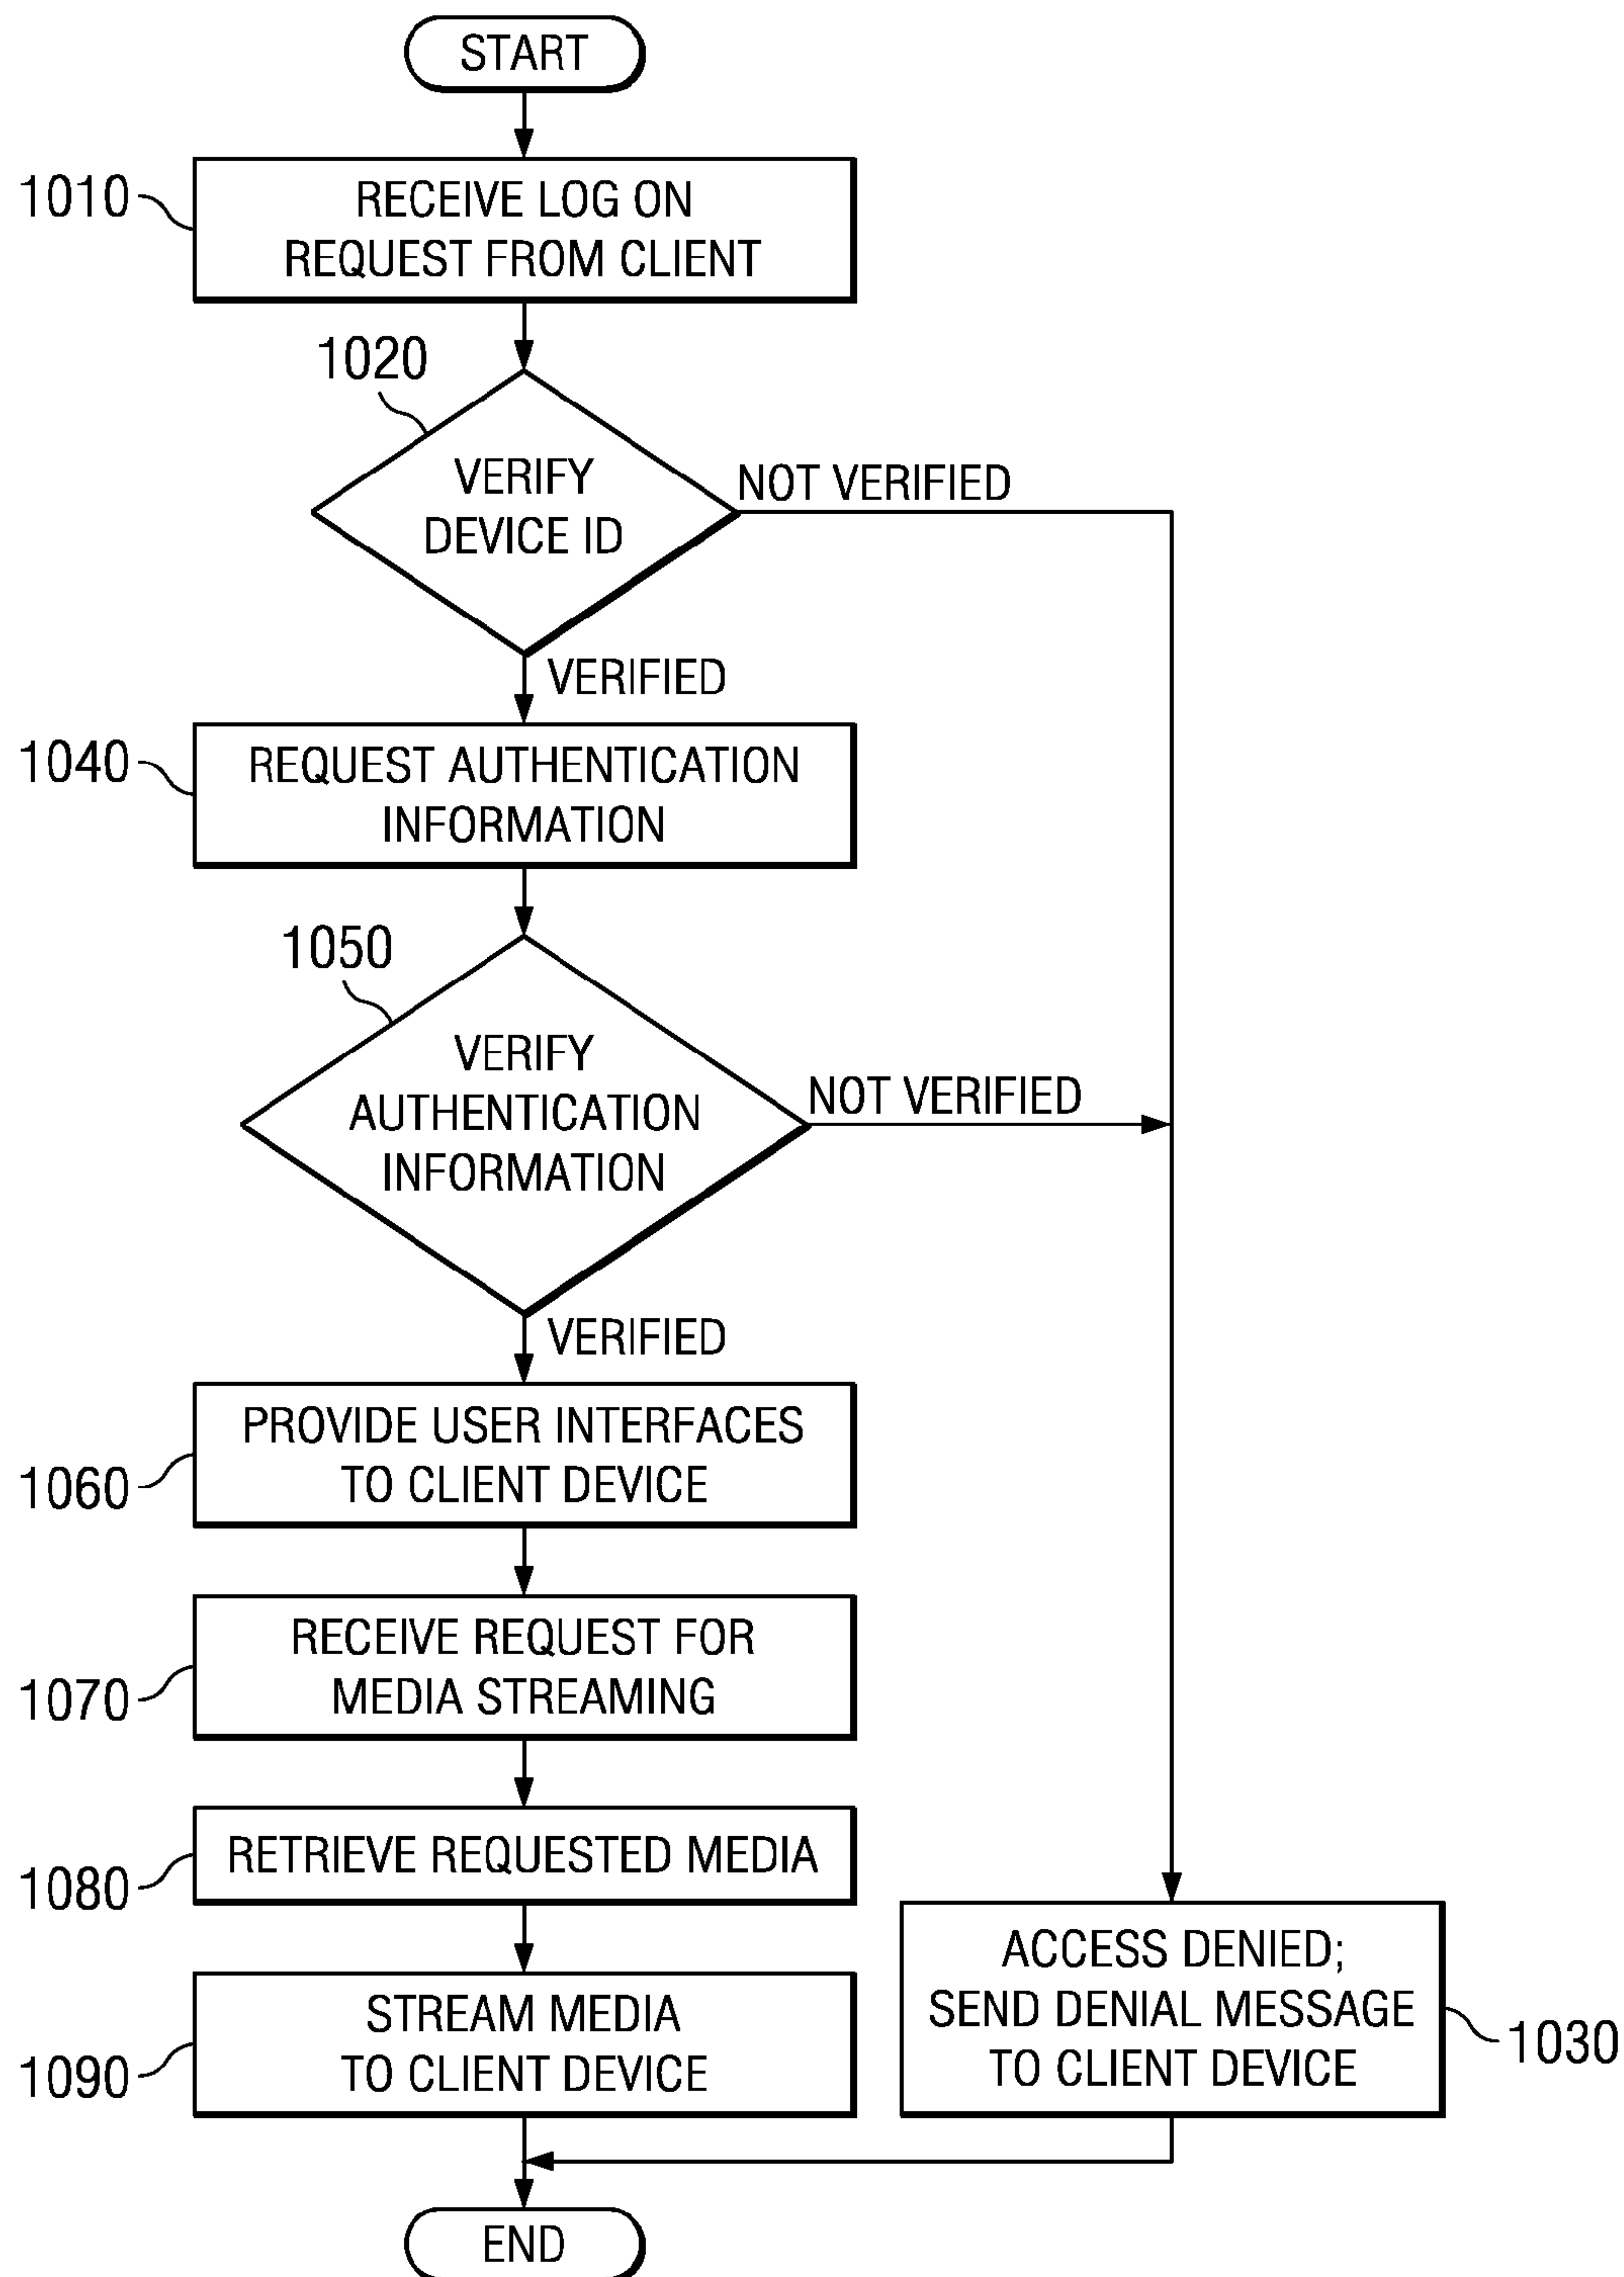 START
1010
RECEIVE LOG ON
REQUEST FROM CLIENT
1020
VERIFY
DEVICE ID
NOT VERIFIED
VERIFIED
1040
REQUEST AUTHENTICATION
INFORMATION
1050
VERIFY
AUTHENTICATION
INFORMATION
NOT VERIFIED
VERIFIED
1060
PROVIDE USER INTERFACES
TO CLIENT DEVICE
1070
RECEIVE REQUEST FOR
MEDIA STREAMING
1080
RETRIEVE REQUESTED MEDIA
1090
STREAM MEDIA
TO CLIENT DEVICE
ACCESS DENIED;
SEND DENIAL MESSAGE
TO CLIENT DEVICE
1030
END